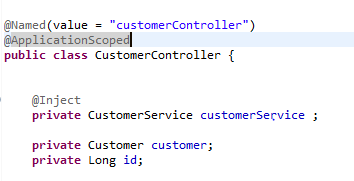 @Named(value = "customerController")
@ApplicationScoped
public class CustomerController {
@Inject
private CustomerService customerService ;
private Customer customer;
private Long id;